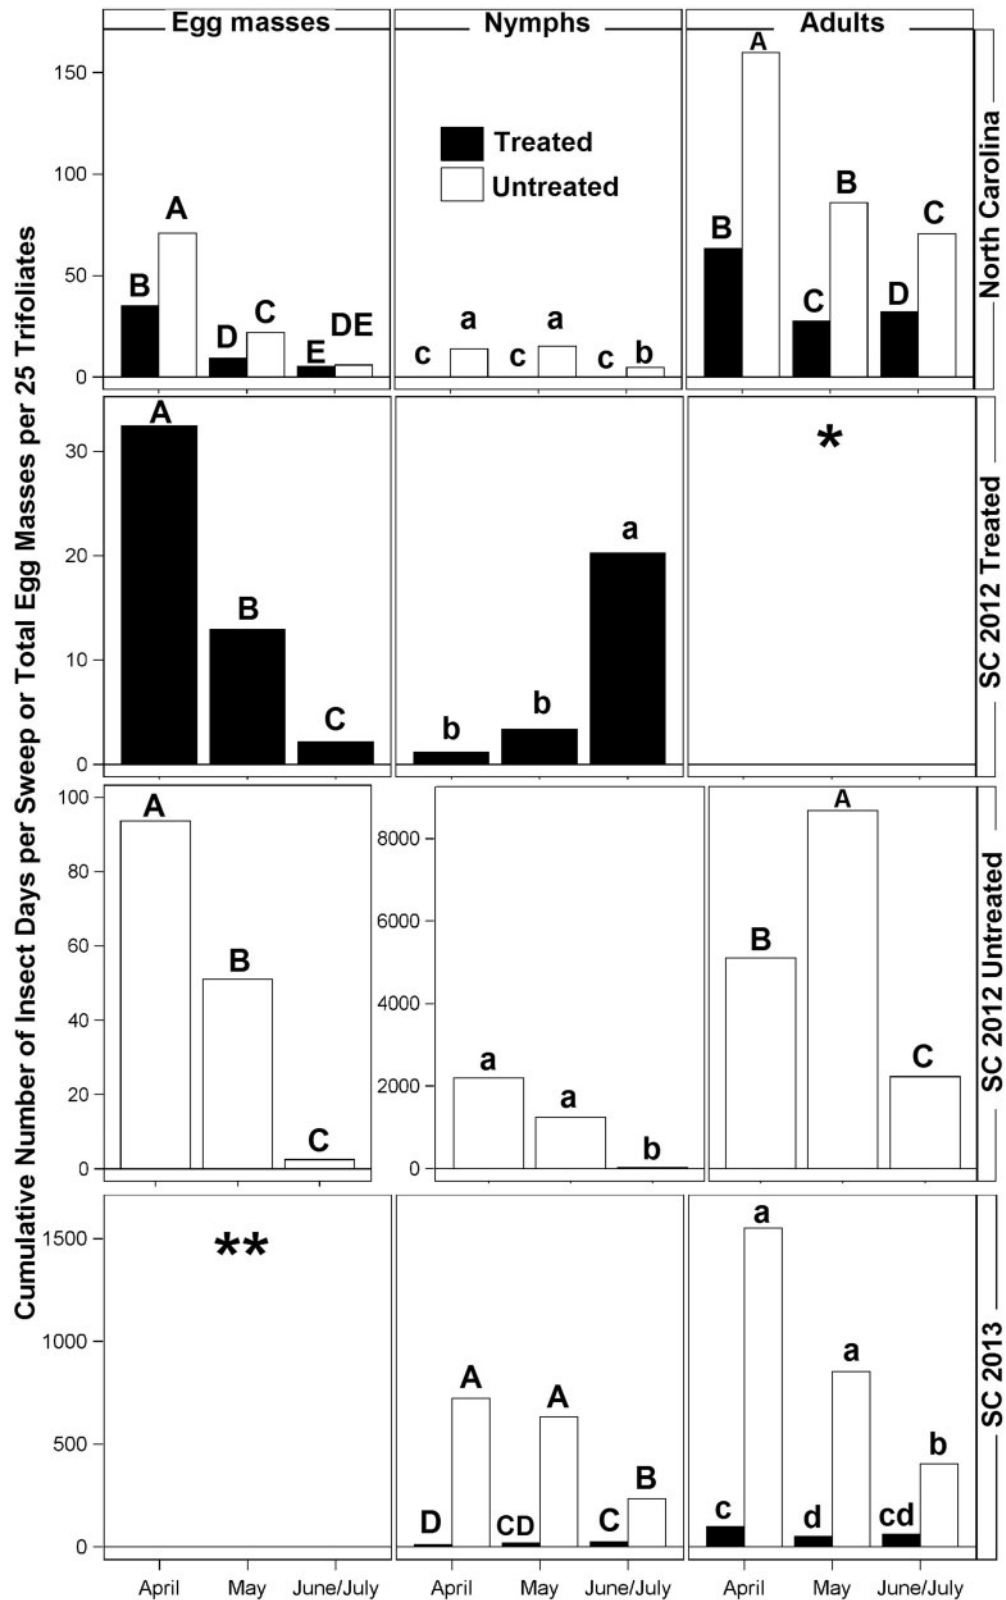 Egg masses Nymphs Adults
Cumulative Number of Insect Days per Sweep or Total Egg Masses per 25 Trifoliates
Treated
Untreated
150
100
50
0
B A D C E DE
c a c a c b
B A C B D C
North Carolina
30
20
10
0
A B C
b b a
*
SC 2012 Treated
100
80
60
40
20
0
A B C
8000
6000
4000
2000
0
a a b
B A C
SC 2012 Untreated
1500
1000
500
0
**
D A CD A C B
c a d a cd b
SC 2013
April May June/July April May June/July April May June/July